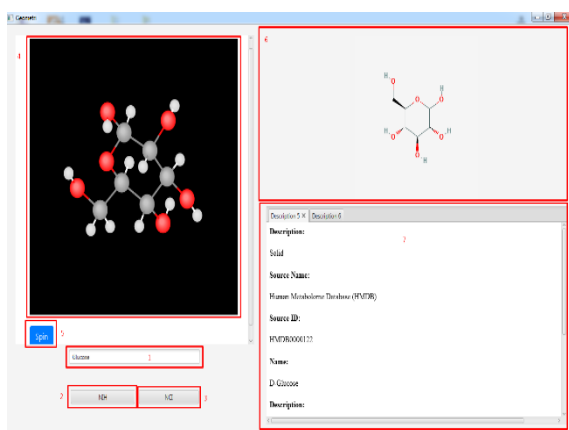 Geometry
4
6
H
O
H
O
O
H
H
O
O
H
O
H
Description 5 × Description 6
7
Description:
Solid
Source Name:
Human Metabolome Database (HMDB)
Source ID:
HMDB0000122
Name:
D-Glucose
Description:
Spin 5
Glucose 1
2 NIH NCI 3